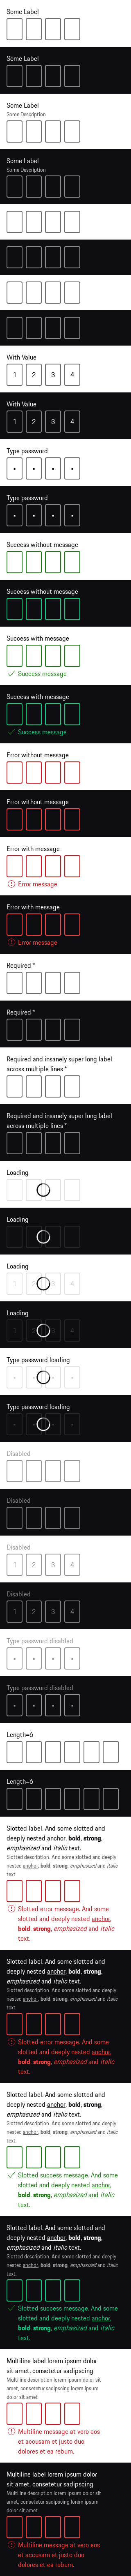 Some Label
Some Label
Some Label
Some Description
Some Label
Some Description
With Value
1 2 3 4
With Value
1 2 3 4
Type password
Type password
Success without message
Success without message
Success with message
Success message
Success with message
Success message
Error without message
Error without message
Error with message
Error message
Error with message
Error message
Required *
Required *
Required and insanely super long label
across multiple lines *
Required and insanely super long label
across multiple lines *
Loading
Loading
Loading
1 2 3 4
Loading
1 2 3 4
Type password loading
Type password loading
Disabled
Disabled
Disabled
1 2 3 4
Disabled
1 2 3 4
Type password disabled
Type password disabled
Length=6
Length=6
Slotted label. And some slotted and
deeply nested anchor, bold, strong,
emphasized and italic text.
Slotted description. And some slotted and deeply
nested anchor, bold, strong, emphasized and italic
text.
Slotted error message. And some
slotted and deeply nested anchor,
bold, strong, emphasized and italic
text.
Slotted label. And some slotted and
deeply nested anchor, bold, strong,
emphasized and italic text.
Slotted description. And some slotted and deeply
nested anchor, bold, strong, emphasized and italic
text.
Slotted error message. And some
slotted and deeply nested anchor,
bold, strong, emphasized and italic
text.
Slotted label. And some slotted and
deeply nested anchor, bold, strong,
emphasized and italic text.
Slotted description. And some slotted and deeply
nested anchor, bold, strong, emphasized and italic
text.
Slotted success message. And some
slotted and deeply nested anchor,
bold, strong, emphasized and italic
text.
Slotted label. And some slotted and
deeply nested anchor, bold, strong,
emphasized and italic text.
Slotted description. And some slotted and deeply
nested anchor, bold, strong, emphasized and italic
text.
Slotted success message. And some
slotted and deeply nested anchor,
bold, strong, emphasized and italic
text.
Multiline label lorem ipsum dolor
sit amet, consetetur sadipscing
Multiline description lorem ipsum dolor sit
amet, consetetur sadipscing lorem ipsum
dolor sit amet
Multiline message at vero eos
et accusam et justo duo
dolores et ea rebum.
Multiline label lorem ipsum dolor
sit amet, consetetur sadipscing
Multiline description lorem ipsum dolor sit
amet, consetetur sadipscing lorem ipsum
dolor sit amet
Multiline message at vero eos
et accusam et justo duo
dolores et ea rebum.